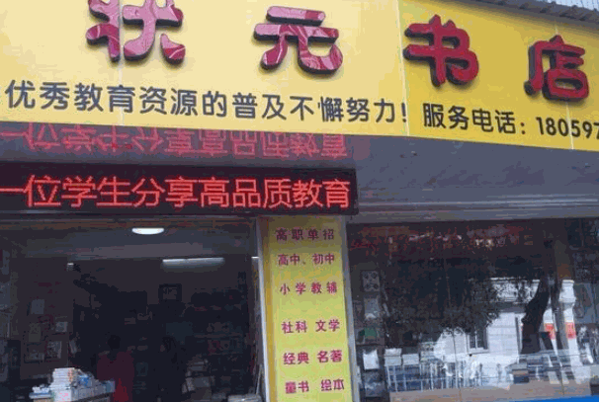 状元书店
优秀教育资源的普及不懈努力! 服务电话: 18059
一位学生分享高品质教育
高职单招
高中、初中
小学教辅
社科 文学
经典 名著
童书 绘本